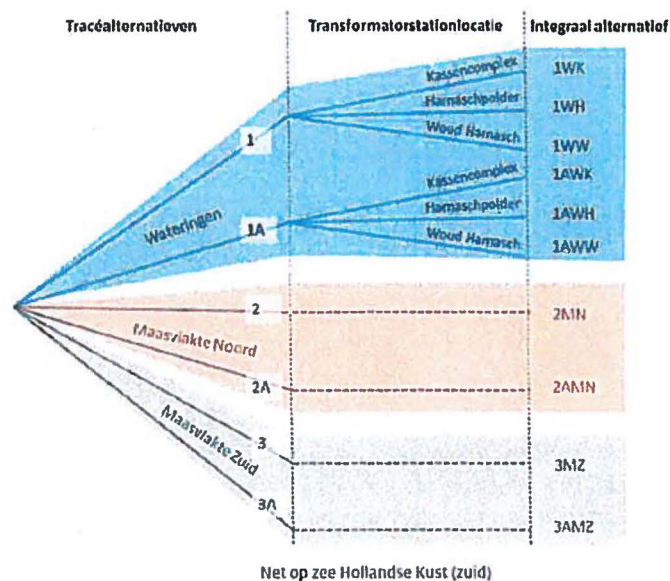 Tracéalternatieven
Transformatorstationlocatie
Integraal alternatief
Kassencomplex
1WK
Harnaschpolder
1WH
1
Woud Harnasch
1WW
Kassencomplex
1AWK
Wateringen
1A
Harnaschpolder
1AWH
Woud Harnasch
1AWW
2
2MN
Maasvlakte Noord
2A
2AMN
Maasvlakte Zuid
3
3MZ
3A
3AMZ
Net op zee Hollandse Kust (zuid)